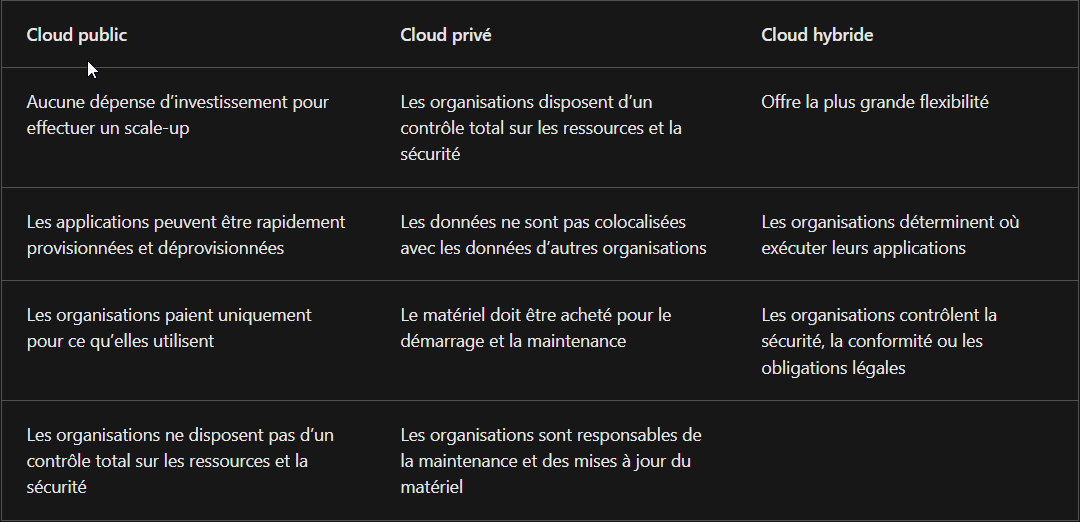 Cloud public
Cloud privé
Cloud hybride
Aucune dépense d’investissement pour
effectuer un scale-up
Les organisations disposent d’un
contrôle total sur les ressources et la
sécurité
Offre la plus grande flexibilité
Les applications peuvent être rapidement
provisionnées et déprovisionnées
Les données ne sont pas colocalisées
avec les données d’autres organisations
Les organisations déterminent où
exécuter leurs applications
Les organisations paient uniquement
pour ce qu’elles utilisent
Le matériel doit être acheté pour le
démarrage et la maintenance
Les organisations contrôlent la
sécurité, la conformité ou les
obligations légales
Les organisations ne disposent pas d’un
contrôle total sur les ressources et la
sécurité
Les organisations sont responsables de
la maintenance et des mises à jour du
matériel